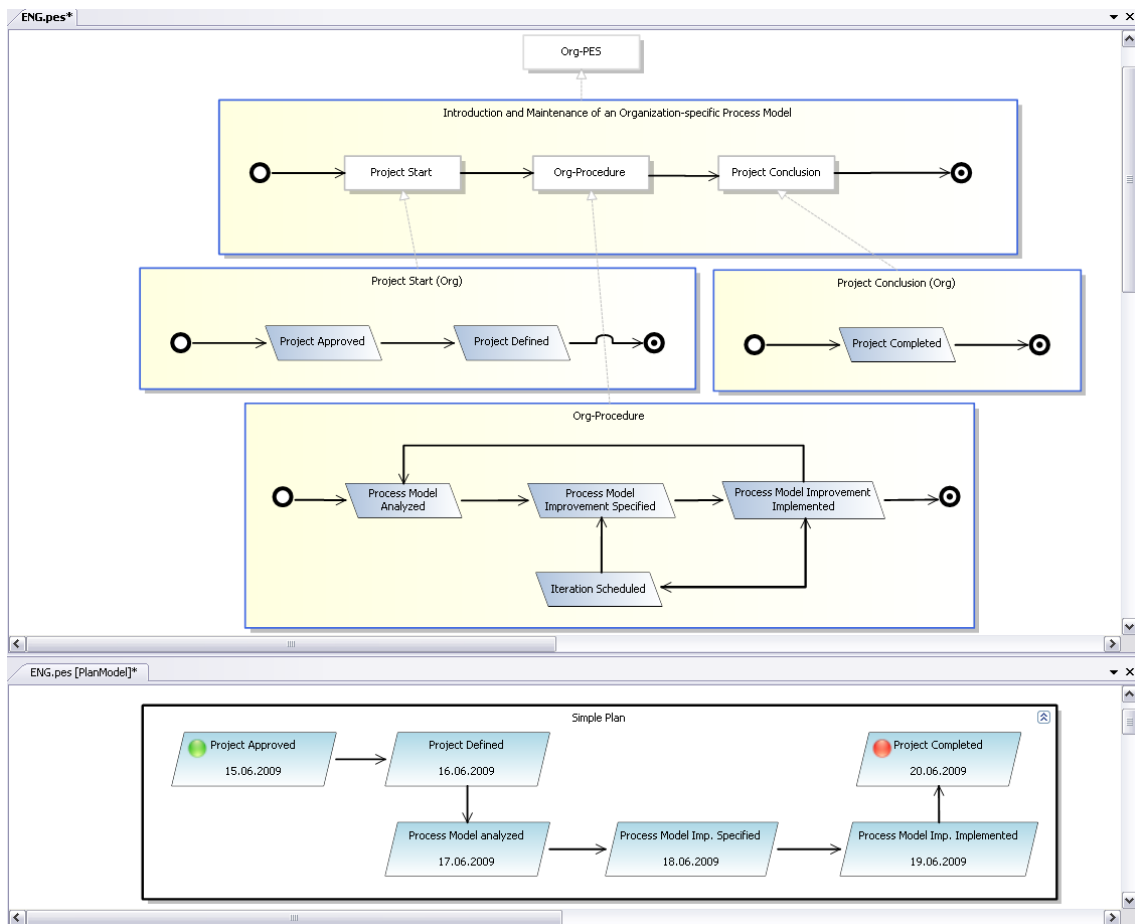 ENG.pes*
Org-PES
Introduction and Maintenance of an Organization-specific Process Model
Project Start
Org-Procedure
Project Conclusion
Project Start (Org)
Project Approved
Project Defined
Project Conclusion (Org)
Project Completed
Org-Procedure
Process Model
Analyzed
Process Model
Improvement Specified
Process Model Improvement
Implemented
Iteration Scheduled
ENG.pes [PlanModel]*
Simple Plan
Project Approved
15.06.2009
Project Defined
16.06.2009
Project Completed
20.06.2009
Process Model analyzed
17.06.2009
Process Model Imp. Specified
18.06.2009
Process Model Imp. Implemented
19.06.2009